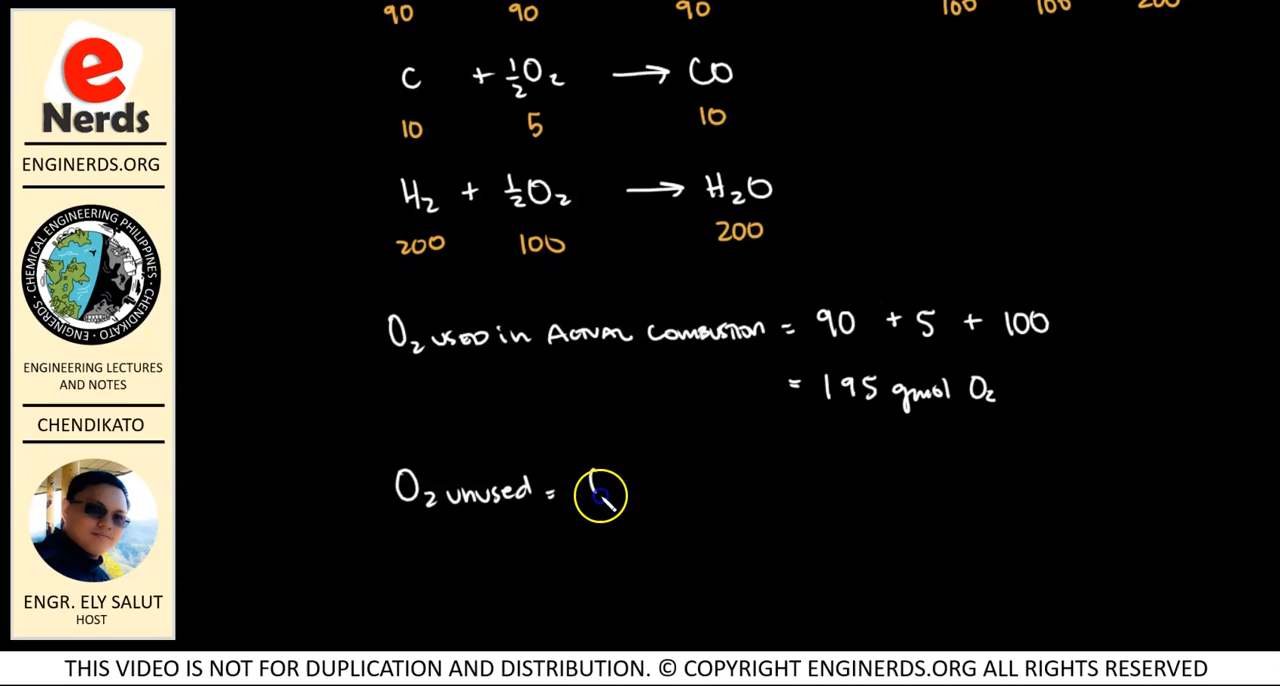 90 90 90 100 100 200
C + ½O₂ → CO
10 5 10
H₂ + ½O₂ → H₂O
200 100 200
O₂ USED in ACTUAL COMBUSTION = 90 + 5 + 100
= 195 gmol O₂
O₂ unused = (
e
Nerds
ENGINERDS.ORG
CHEMICAL ENGINEERING PHILIPPINES · CHENDIKATO · ENGINERDS ·
ENGINEERING LECTURES
AND NOTES
CHENDIKATO
ENGR. ELY SALUT
HOST
THIS VIDEO IS NOT FOR DUPLICATION AND DISTRIBUTION. © COPYRIGHT ENGINERDS.ORG ALL RIGHTS RESERVED